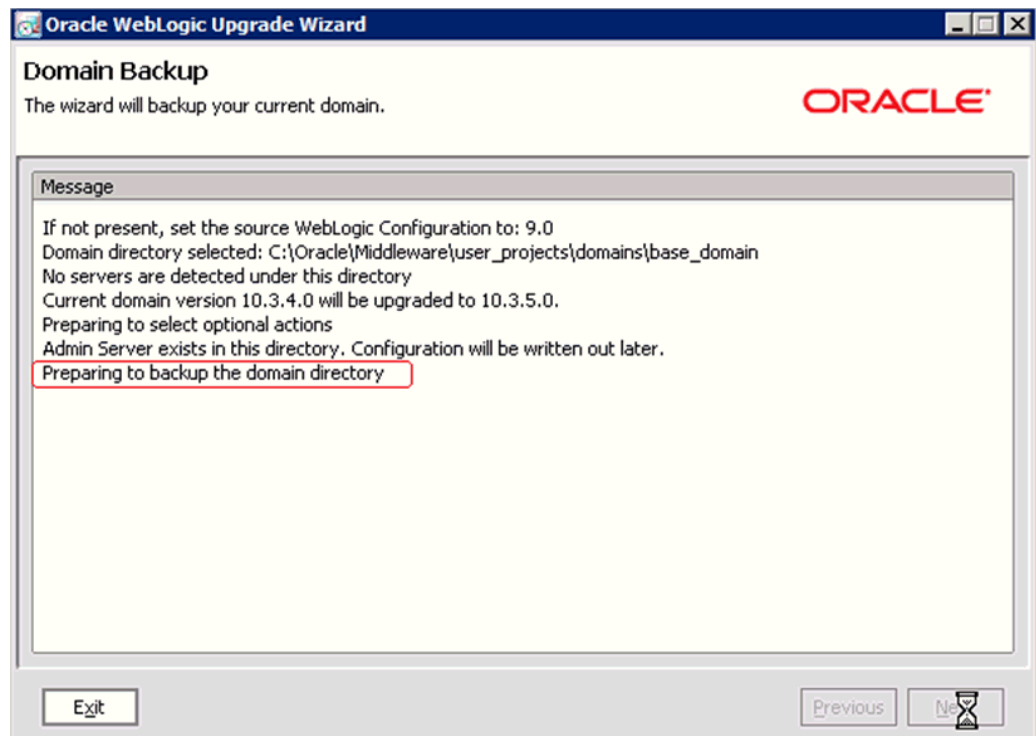 Oracle WebLogic Upgrade Wizard
Domain Backup
The wizard will backup your current domain.
ORACLE
Message
If not present, set the source WebLogic Configuration to: 9.0
Domain directory selected: C:\Oracle\Middleware\user_projects\domains\base_domain
No servers are detected under this directory
Current domain version 10.3.4.0 will be upgraded to 10.3.5.0.
Preparing to select optional actions
Admin Server exists in this directory. Configuration will be written out later.
Preparing to backup the domain directory
Exit
Previous